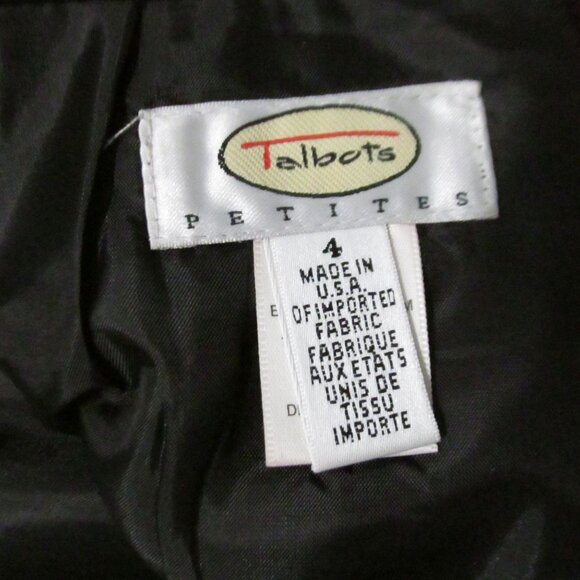 Talbots
PETITES
4
MADE IN
U.S.A.
OF IMPORTED
FABRIC
FABRIQUE
AUX ETATS
UNIS DE
TISSU
IMPORTE